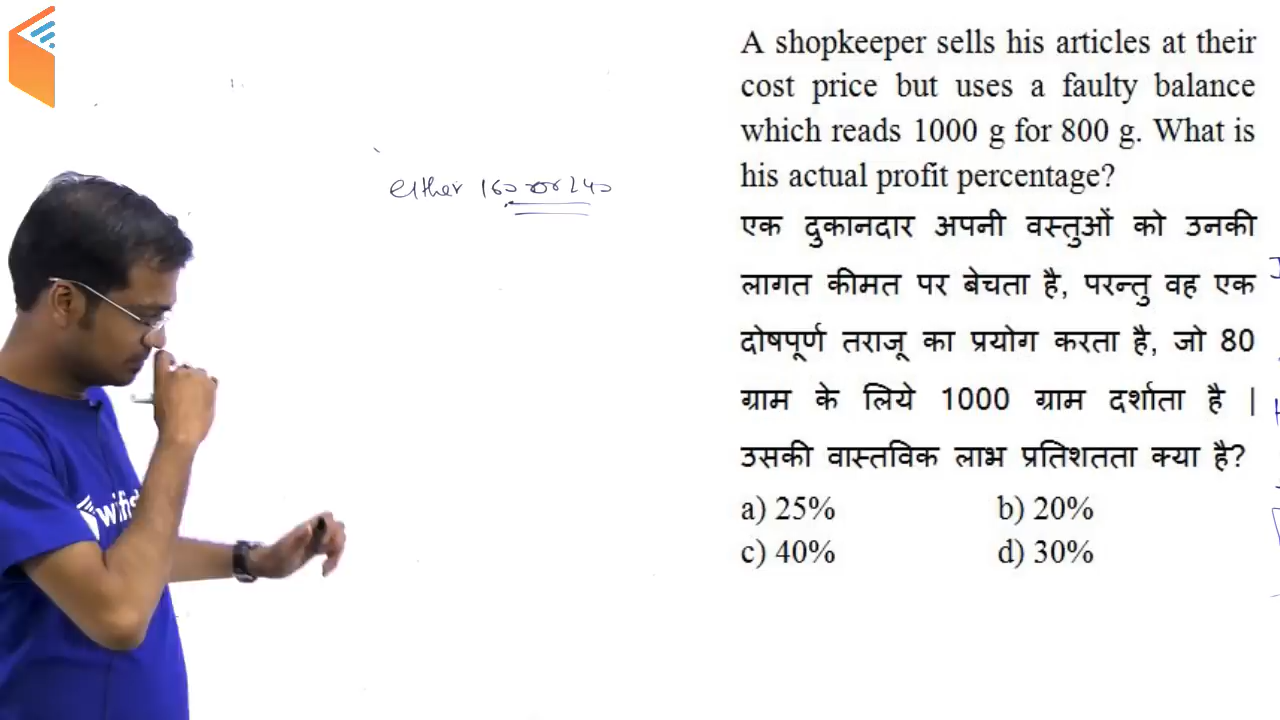 either 160 or 240
A shopkeeper sells his articles at their
cost price but uses a faulty balance
which reads 1000 g for 800 g. What is
his actual profit percentage?
एक दुकानदार अपनी वस्तुओं को उनकी
लागत कीमत पर बेचता है, परन्तु वह एक
दोषपूर्ण तराजू का प्रयोग करता है, जो 80
ग्राम के लिये 1000 ग्राम दर्शाता है |
उसकी वास्तविक लाभ प्रतिशतता क्या है?
a) 25% b) 20%
c) 40% d) 30%